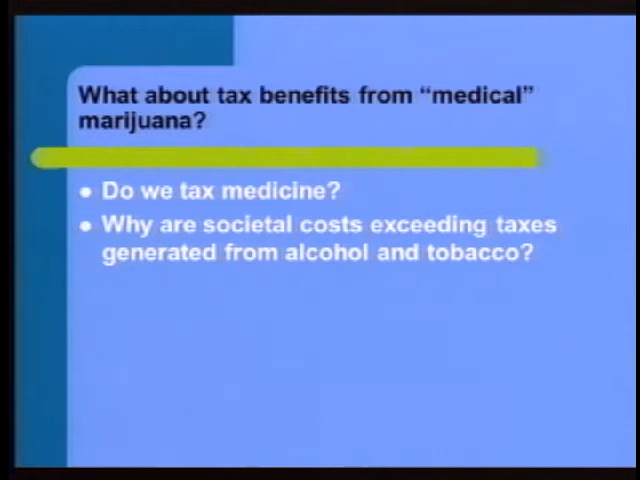 What about tax benefits from “medical”
marijuana?
Do we tax medicine?
Why are societal costs exceeding taxes
generated from alcohol and tobacco?